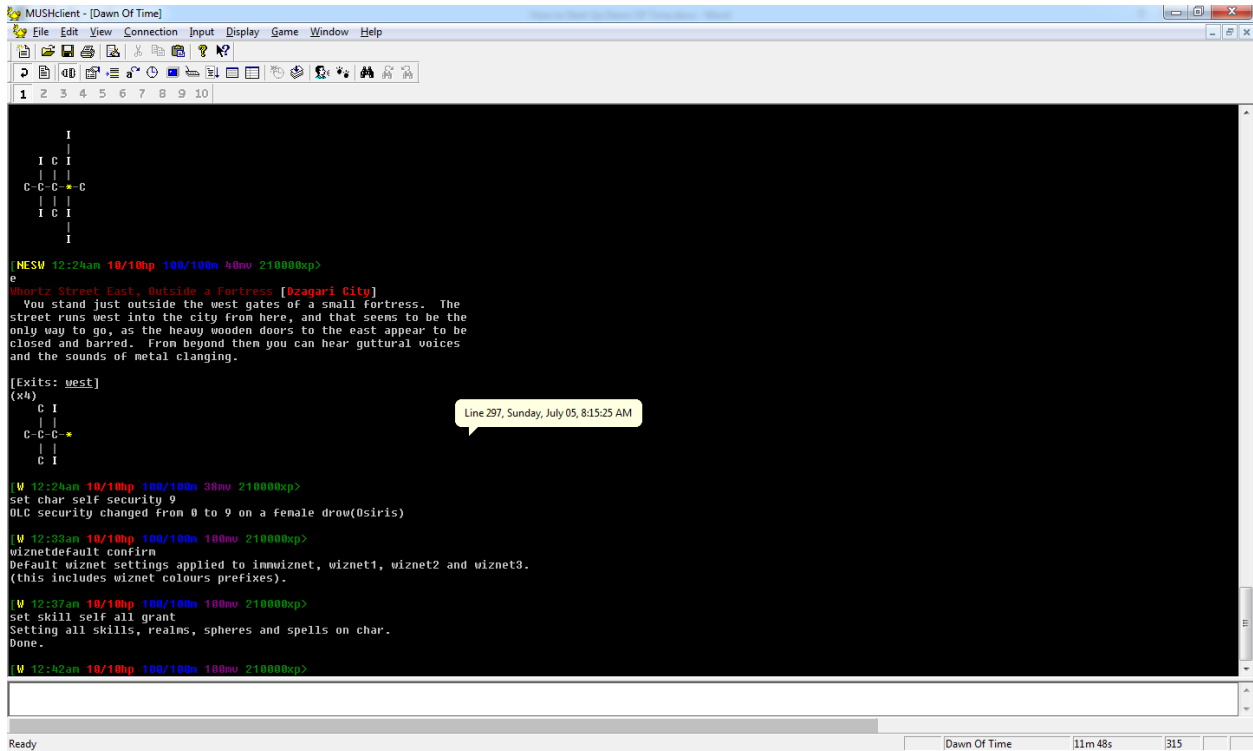 MUSHclient - [Dawn Of Time]
File Edit View Connection Input Display Game Window Help
1 2 3 4 5 6 7 8 9 10
I
|
I C I
| | |
C-C-C-*-C
| | |
I C I
|
I
[NESW 12:24am 10/10hp 100/100m 40mv 210000xp>
e
Whortz Street East, Outside a Fortress [Dzagari City]
You stand just outside the west gates of a small fortress. The
street runs west into the city from here, and that seems to be the
only way to go, as the heavy wooden doors to the east appear to be
closed and barred. From beyond them you can hear guttural voices
and the sounds of metal clanging.
[Exits: west]
(x4)
C I
| |
C-C-C-*
| |
C I
Line 297, Sunday, July 05, 8:15:25 AM
[W 12:24am 10/10hp 100/100m 38mv 210000xp>
set char self security 9
OLC security changed from 0 to 9 on a female drow(Osiris)
[W 12:33am 10/10hp 100/100m 100mv 210000xp>
wiznetdefault confirm
Default wiznet settings applied to immwiznet, wiznet1, wiznet2 and wiznet3.
(this includes wiznet colours prefixes).
[W 12:37am 10/10hp 100/100m 100mv 210000xp>
set skill self all grant
Setting all skills, realms, spheres and spells on char.
Done.
[W 12:42am 10/10hp 100/100m 100mv 210000xp>
Ready
Dawn Of Time
11m 48s
315